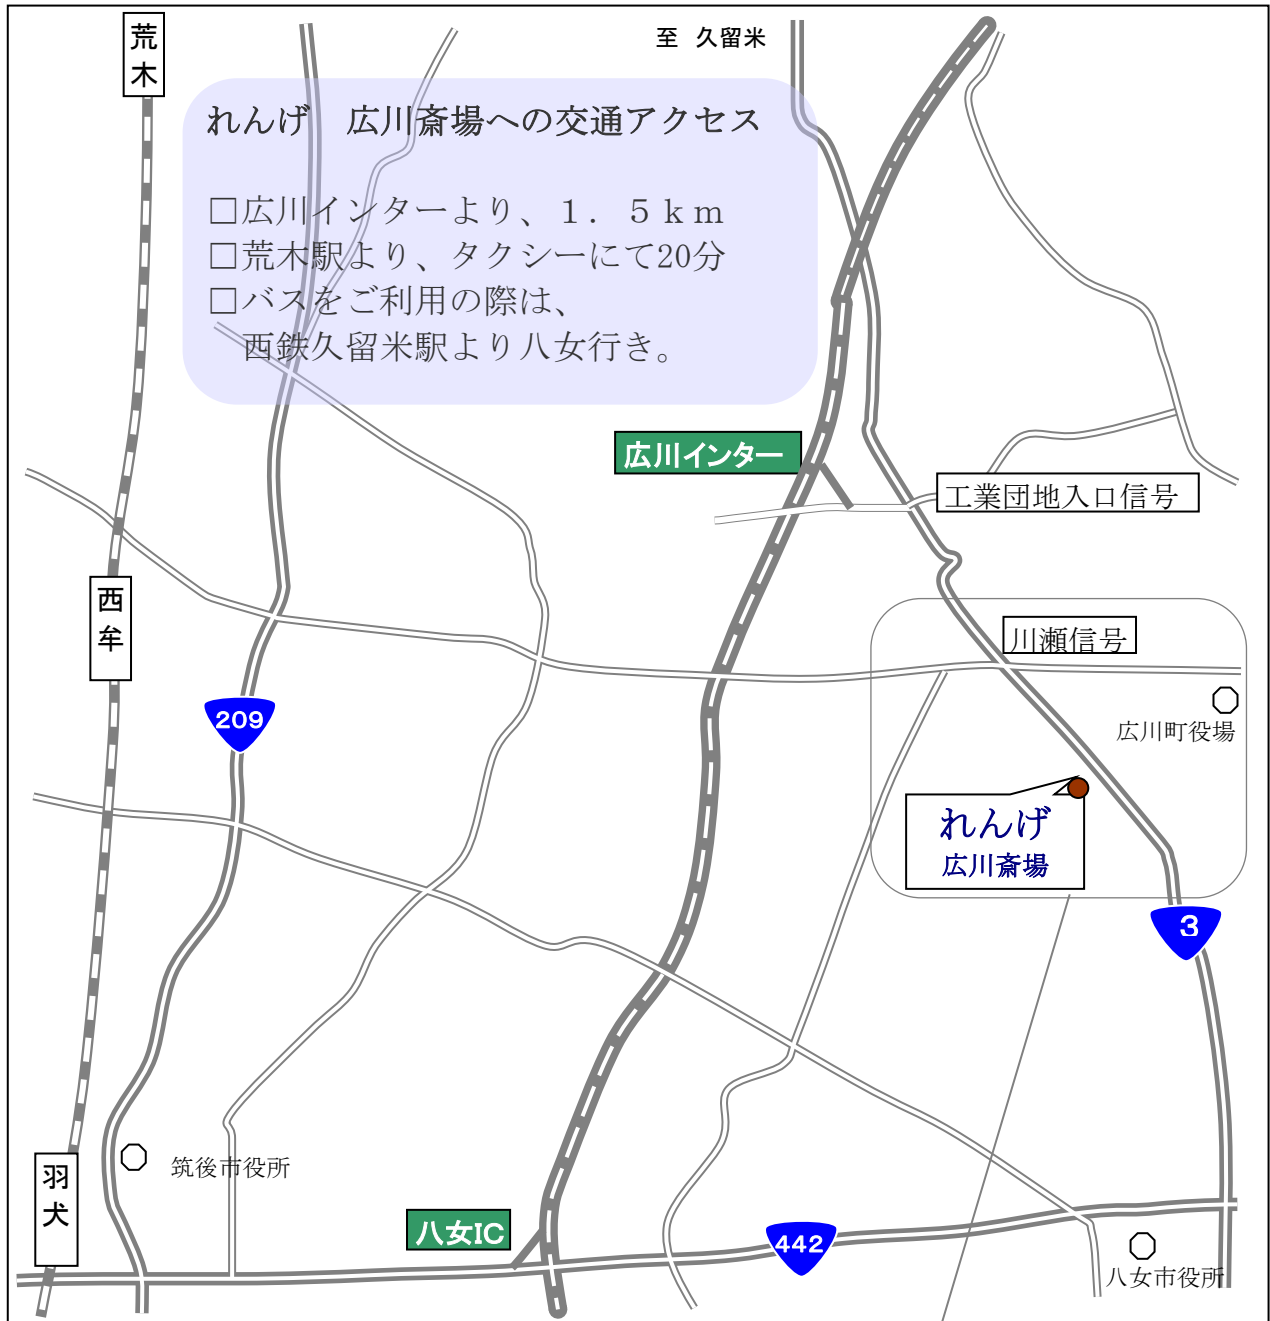 荒木
至 久留米
れんげ 広川斎場への交通アクセス
□広川インターより、１．５ｋｍ
□荒木駅より、タクシーにて20分
□バスをご利用の際は、
西鉄久留米駅より八女行き。
広川インター
工業団地入口信号
西牟
川瀬信号
209
広川町役場
れんげ
広川斎場
3
筑後市役所
羽犬
八女IC
442
八女市役所